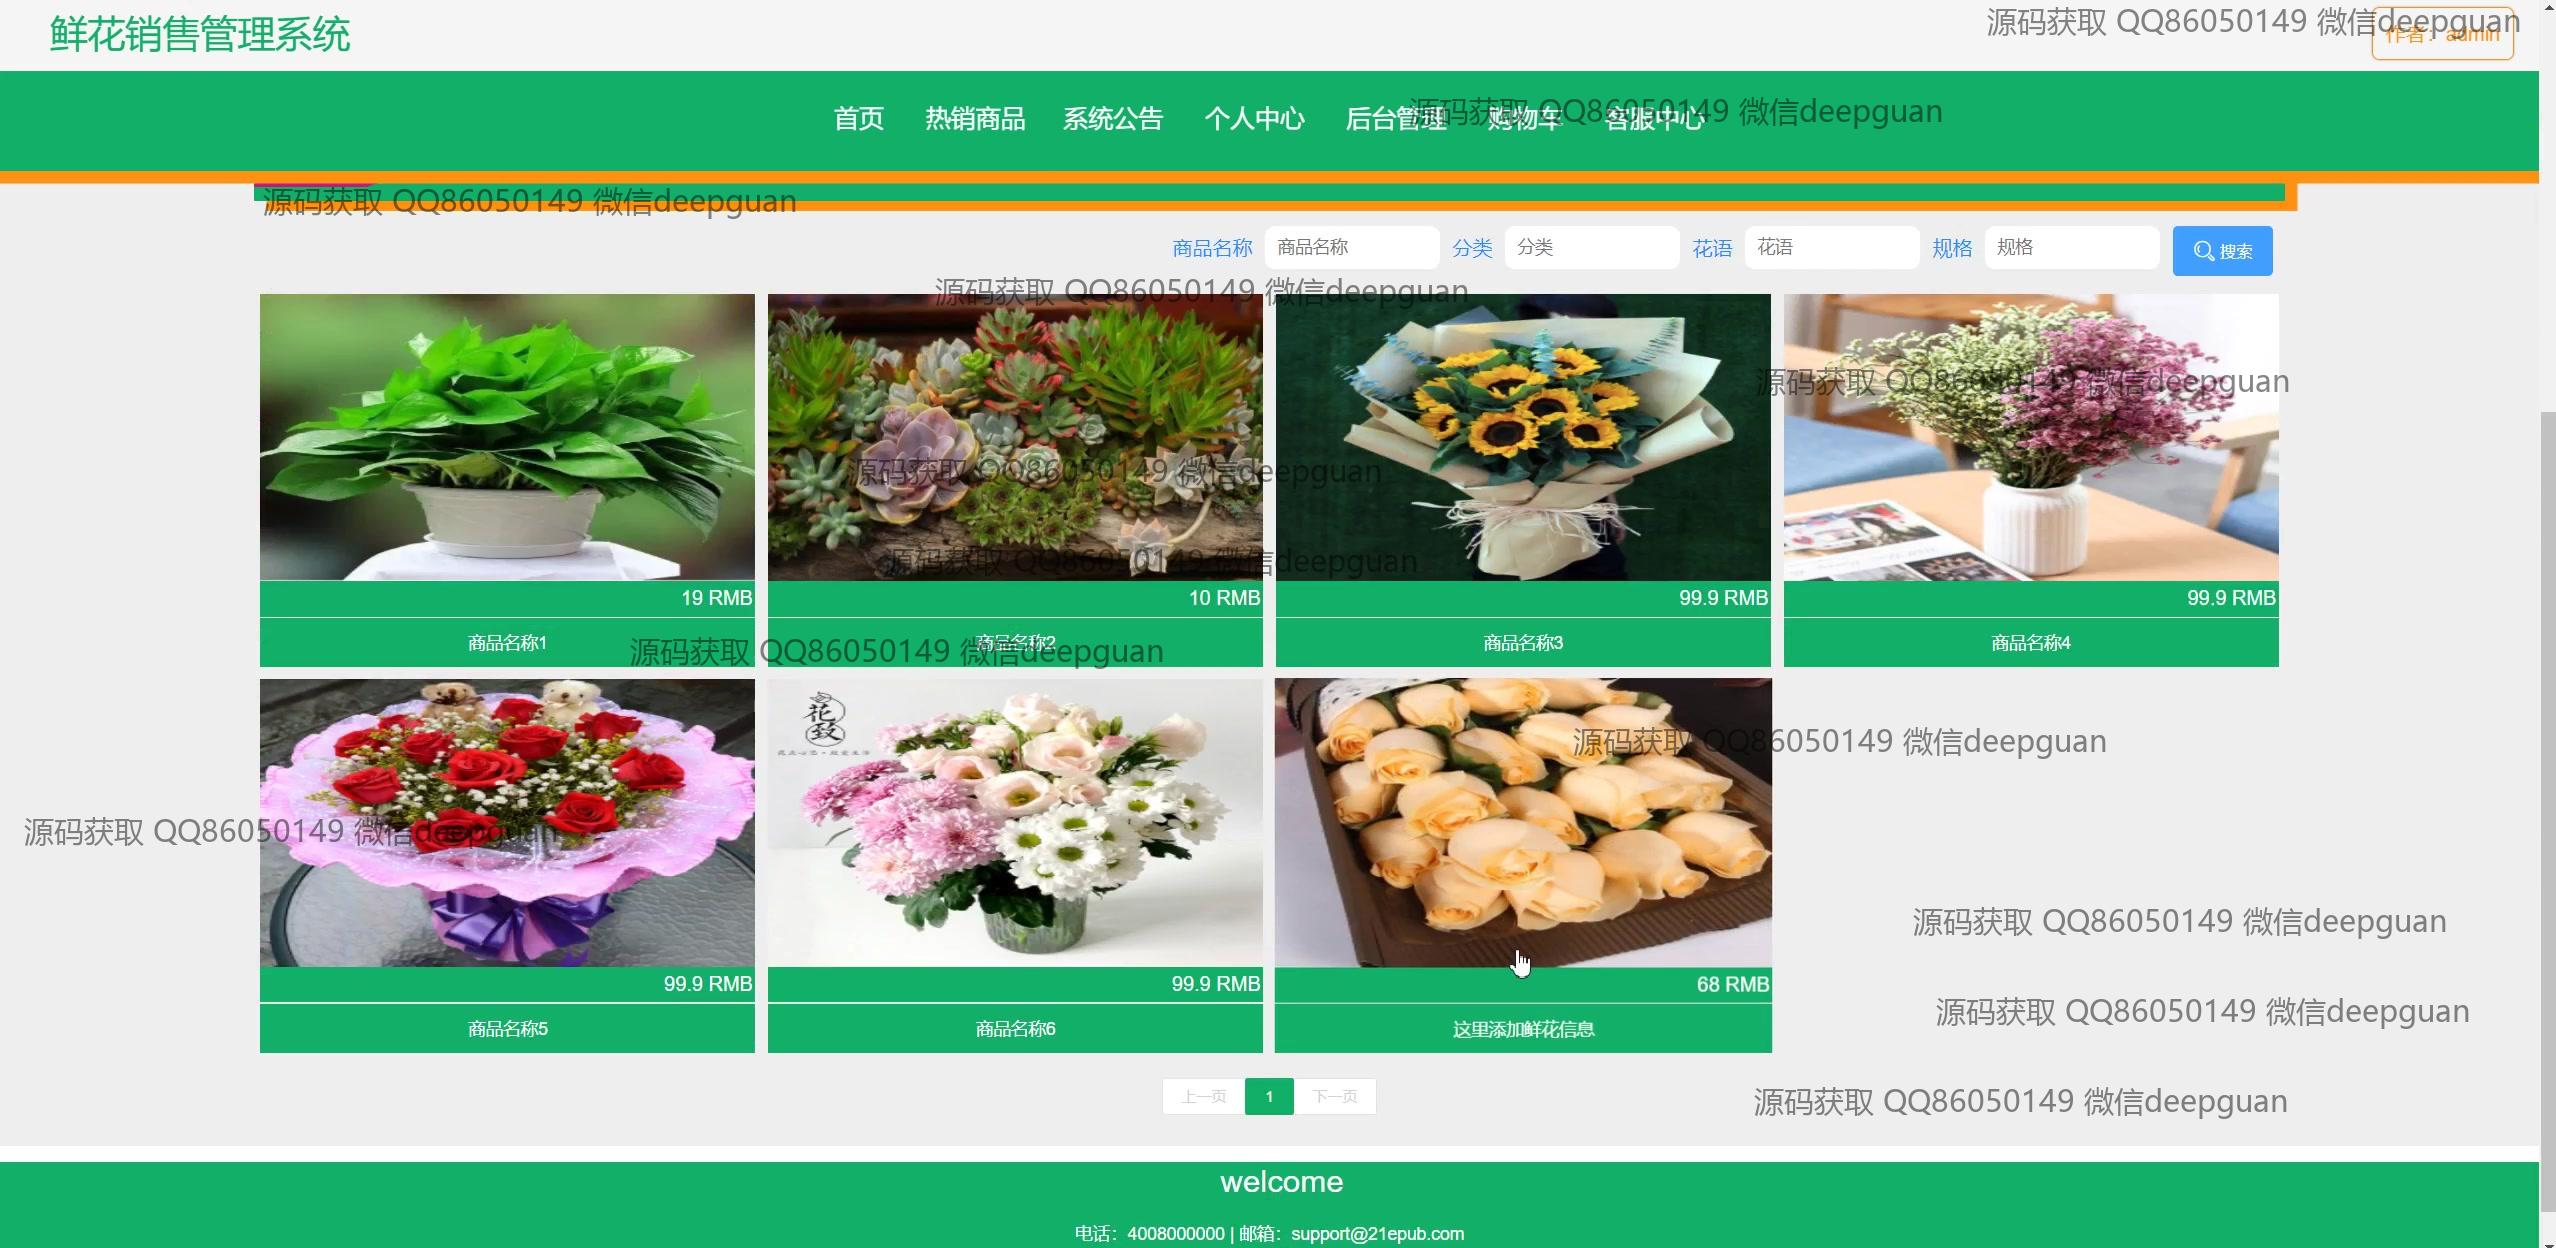 鲜花销售管理系统
源码获取 QQ86050149 微信deepguan
作者：admin
首页 热销商品 系统公告 个人中心 后台管理 购物车 客服中心
源码获取 QQ86050149 微信deepguan
源码获取 QQ86050149 微信deepguan
商品名称 商品名称 分类 分类 花语 花语 规格 规格 搜索
源码获取 QQ86050149 微信deepguan
源码获取 QQ86050149 微信deepguan
源码获取 QQ86050149 微信deepguan
源码获取 QQ86050149 微信deepguan
19 RMB 10 RMB 99.9 RMB 99.9 RMB
商品名称1 商品名称2 商品名称3 商品名称4
源码获取 QQ86050149 微信deepguan
花致
源码获取 QQ86050149 微信deepguan
源码获取 QQ86050149 微信deepguan
源码获取 QQ86050149 微信deepguan
99.9 RMB 99.9 RMB 68 RMB
源码获取 QQ86050149 微信deepguan
商品名称5 商品名称6 这里添加鲜花信息
上一页 1 下一页
源码获取 QQ86050149 微信deepguan
welcome
电话：4008000000 | 邮箱：support@21epub.com